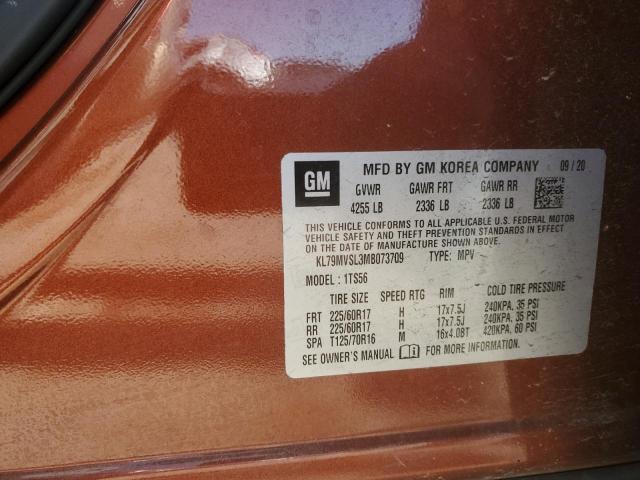 GM
MFD BY GM KOREA COMPANY 09/20
GVWR GAWR FRT GAWR RR
4255 LB 2336 LB 2336 LB
THIS VEHICLE CONFORMS TO ALL APPLICABLE U.S. FEDERAL MOTOR
VEHICLE SAFETY AND THEFT PREVENTION STANDARDS IN EFFECT
ON THE DATE OF MANUFACTURE SHOWN ABOVE.
KL79MVSL3MB073709 TYPE: MPV
MODEL: 1TS56
TIRE SIZE SPEED RTG RIM COLD TIRE PRESSURE
FRT 225/60R17 H 17x7.5J 240KPA, 35 PSI
RR 225/60R17 H 17x7.5J 240KPA, 35 PSI
SPA T125/70R16 M 16x4.0BT 420KPA, 60 PSI
SEE OWNER'S MANUAL FOR MORE INFORMATION.